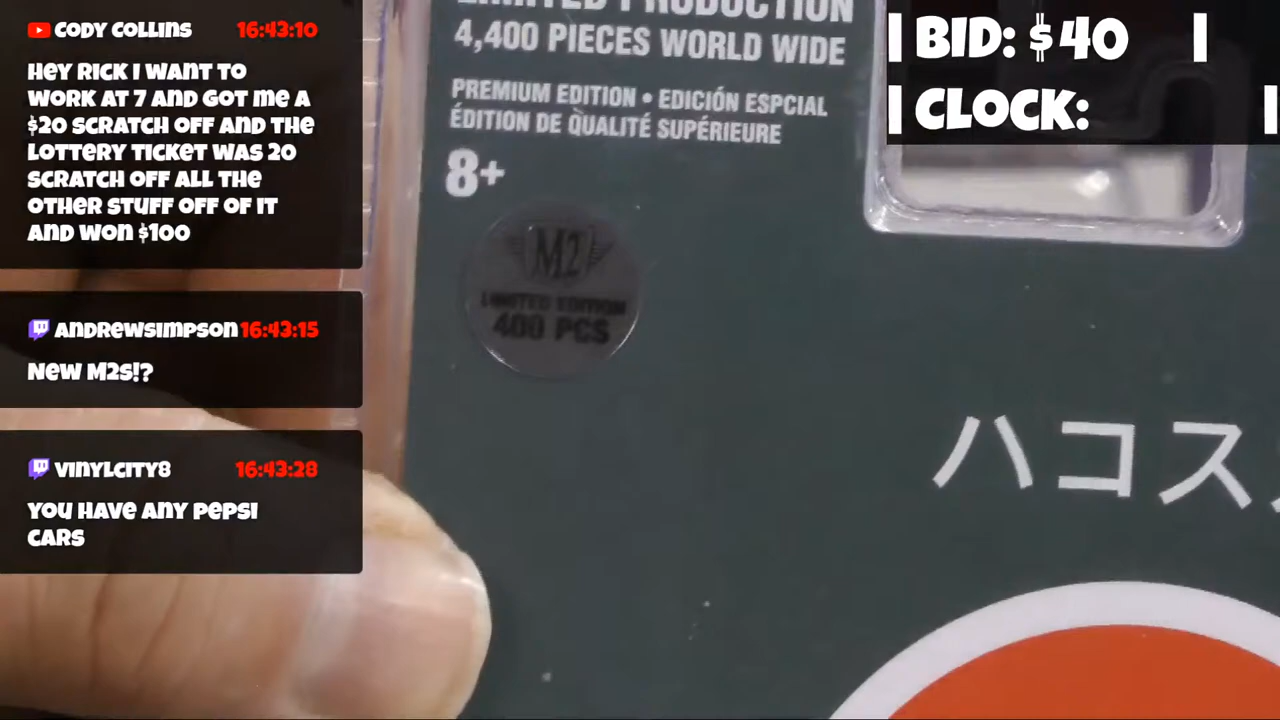 CODY COLLINS 16:43:10
HEY RICK I WANT TO
WORK AT 7 AND GOT ME A
$20 SCRATCH OFF AND THE
LOTTERY TICKET WAS 20
SCRATCH OFF ALL THE
OTHER STUFF OFF OF IT
AND WON $100
ANDREWSIMPSON 16:43:15
NEW M2S!?
VINYLCITY8 16:43:28
YOU HAVE ANY PEPSI
CARS
LIMITED PRODUCTION
4,400 PIECES WORLD WIDE
PREMIUM EDITION • EDICIÓN ESPCIAL
ÉDITION DE QUALITÉ SUPÉRIEURE
8+
M2
LIMITED EDITION
400 PCS
ハコス
| BID: $40 |
| CLOCK: |